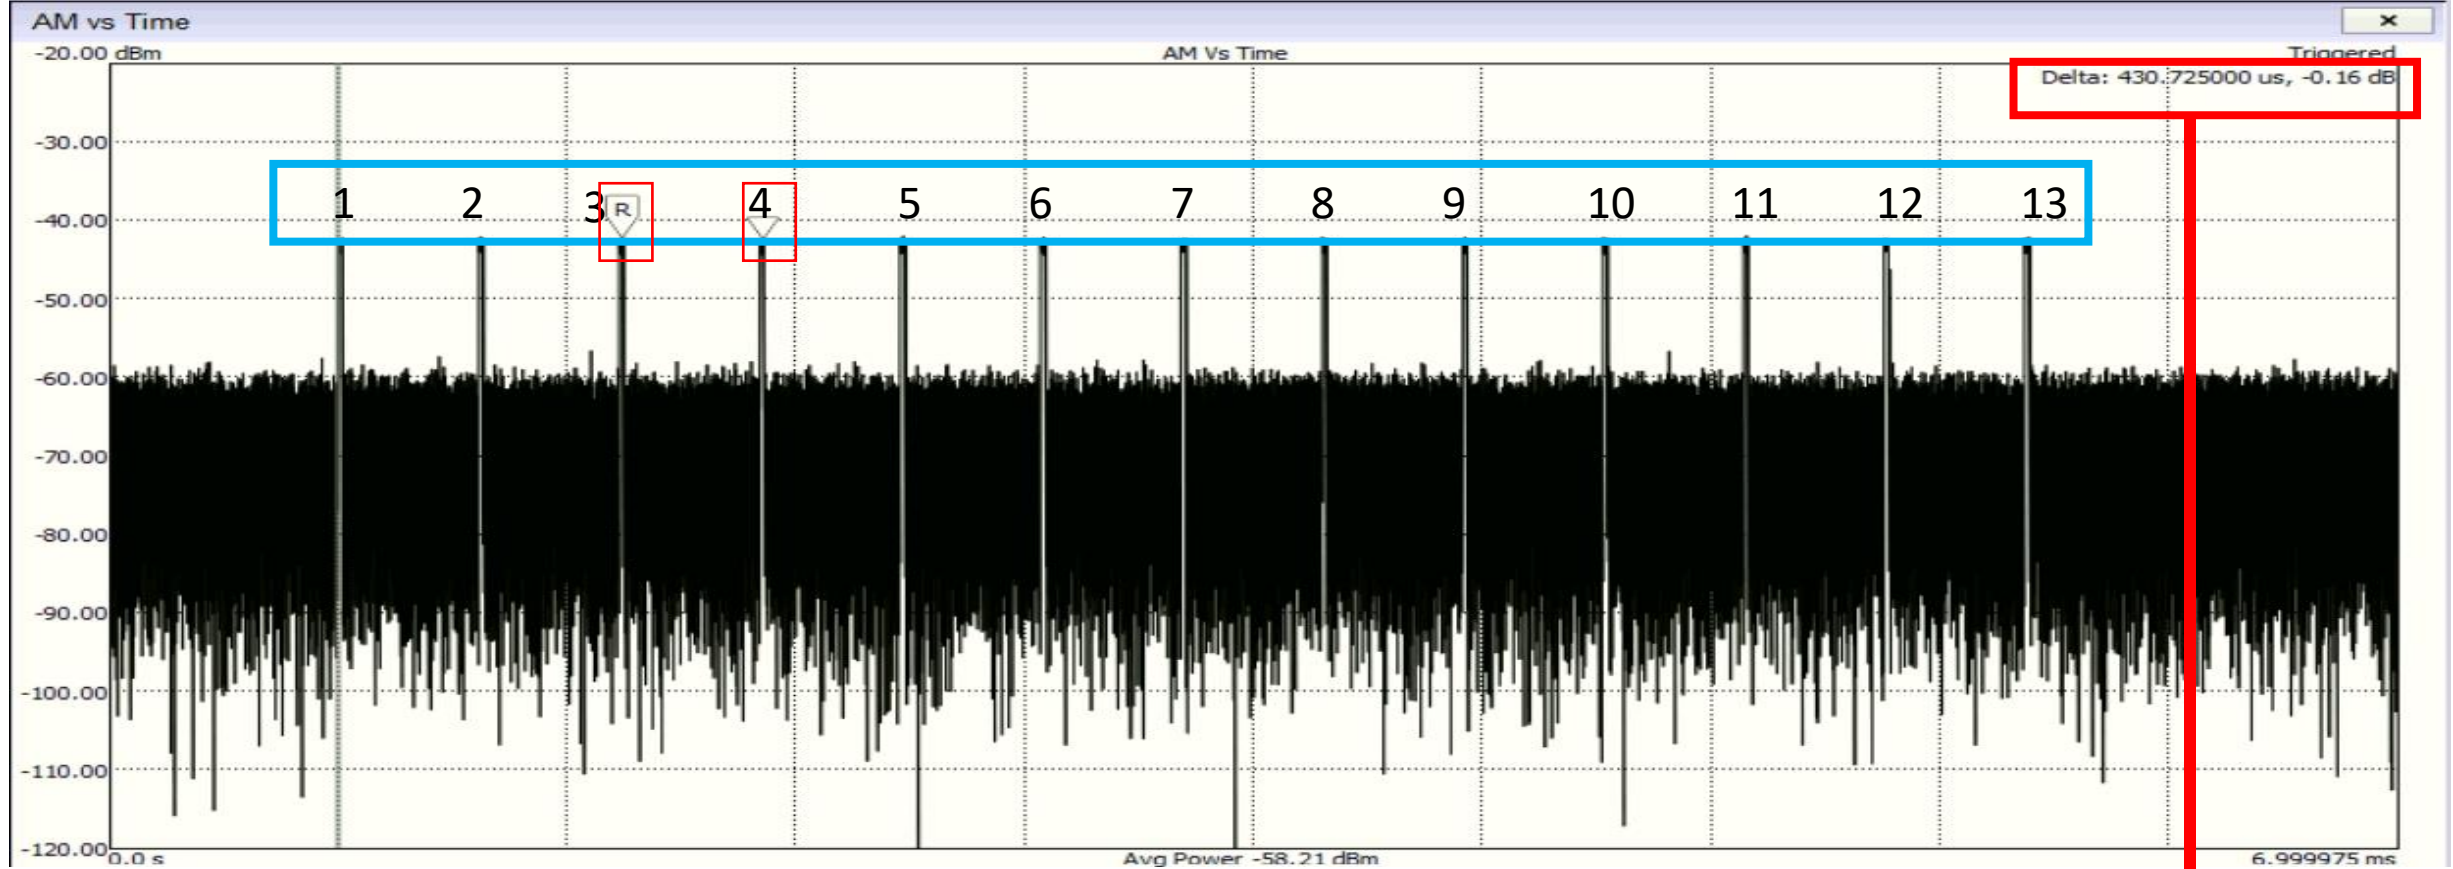 AM vs Time
×
-20.00 dBm AM Vs Time Triggered
Delta: 430.725000 us, -0.16 dB
-30.00
1 2 3 R 4 5 6 7 8 9 10 11 12 13
-40.00
-50.00
-60.00
-70.00
-80.00
-90.00
-100.00
-110.00
-120.00
0.0 s Avg Power -58.21 dBm 6.999975 ms